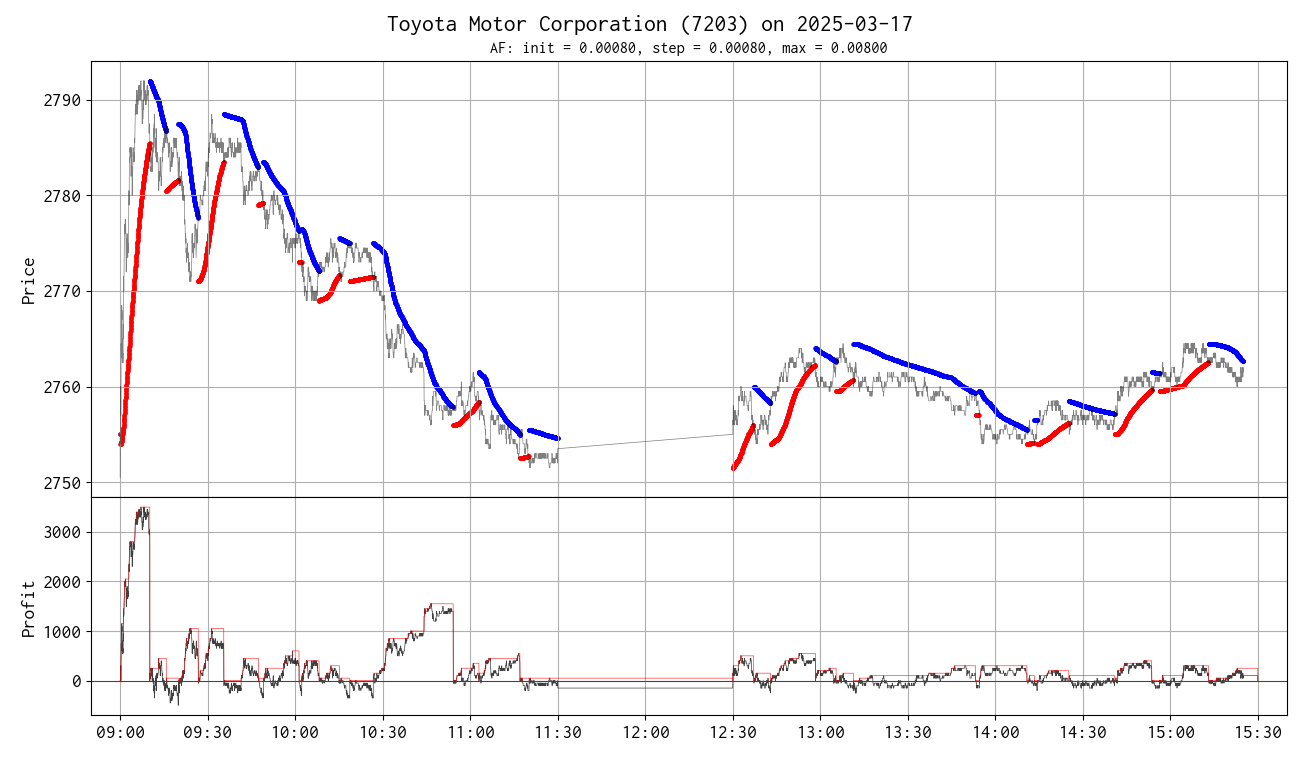 Toyota Motor Corporation (7203) on 2025-03-17
AF: init = 0.00080, step = 0.00080, max = 0.00800
Price
2790
2780
2770
2760
2750
Profit
3000
2000
1000
0
09:00 09:30 10:00 10:30 11:00 11:30 12:00 12:30 13:00 13:30 14:00 14:30 15:00 15:30